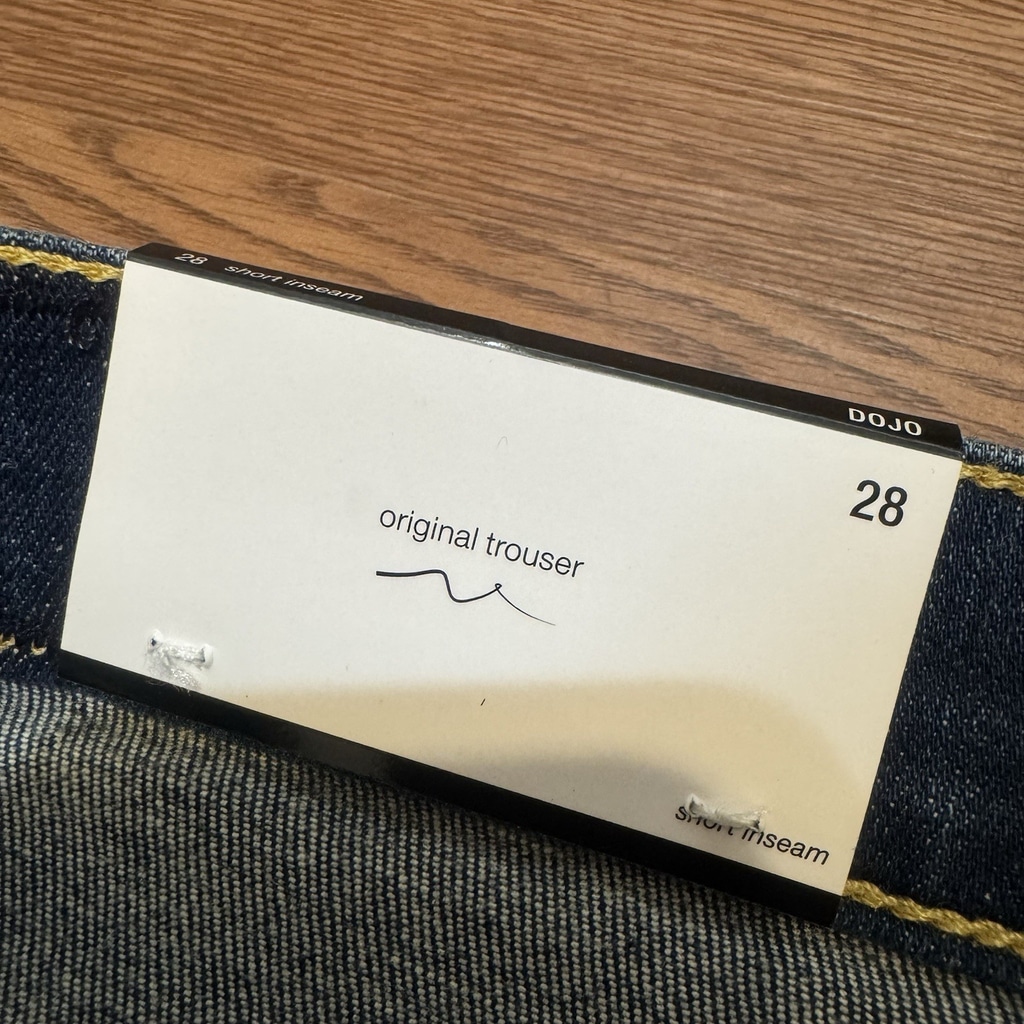 28 short inseam
DOJO
28
original trouser
short inseam